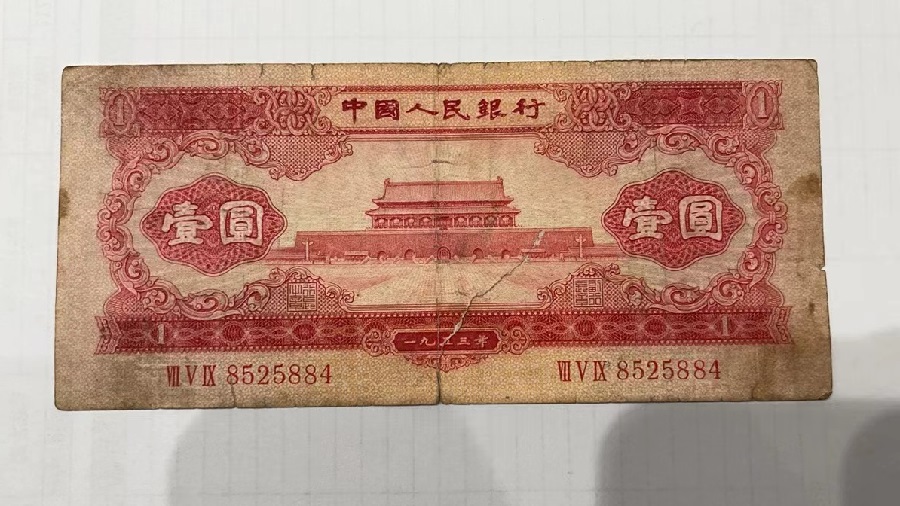 1 中國人民銀行 1
壹圓 壹圓
1 一九五三年 1
VII V IX 8525884 VII V IX 8525884